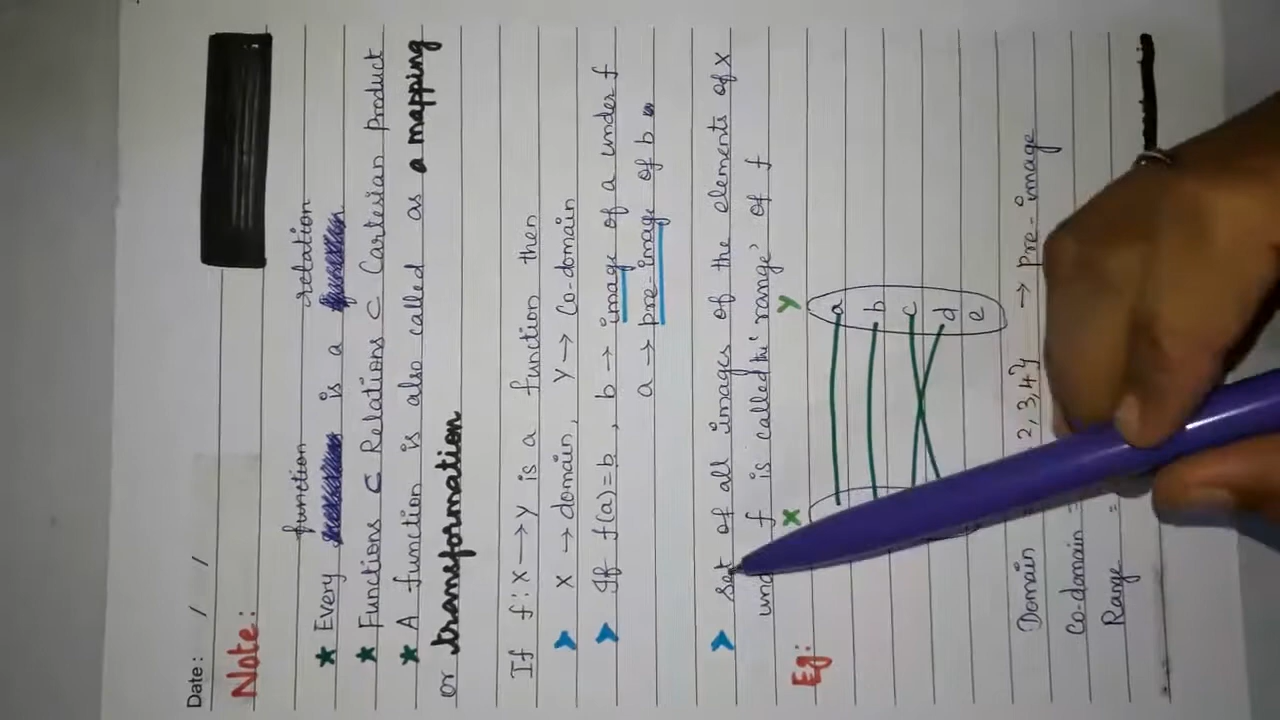 Date: / /
Note:
function relation
★ Every is a
★ Functions ⊂ Relations ⊂ Cartesian Product
★ A function is also called as a mapping
or transformation
If f: x → y is a function then
➤ x → domain, y → Co-domain
➤ If f(a) = b, b → image of a under f
a → pre-image of b
➤ Set of all images of the elements of x
f is called the 'range' of f
Eg: x y
a
b
c
d
e
Domain 2, 3, 4} → pre-image
Co-domain =
Range =